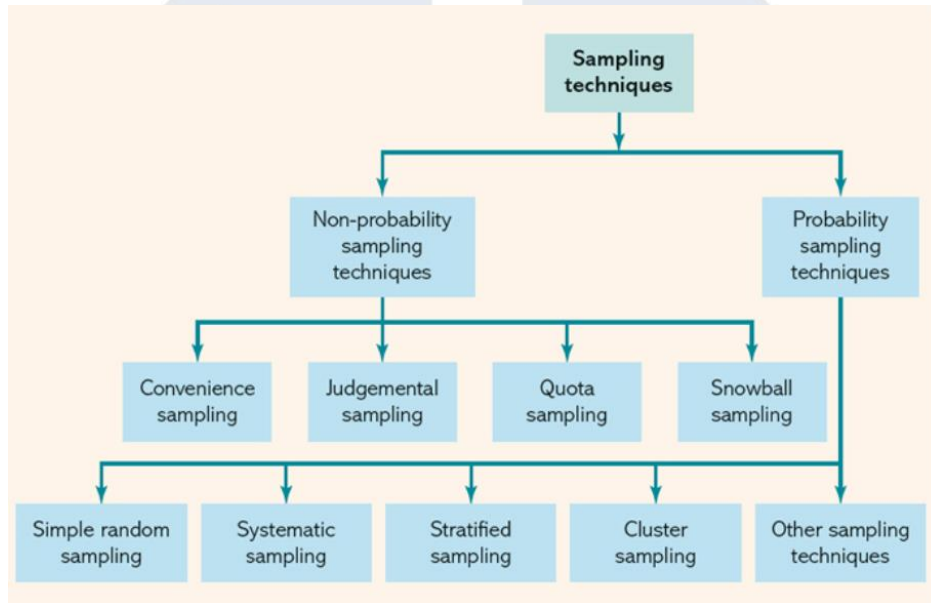 Sampling
techniques
Non-probability
sampling
techniques
Probability
sampling
techniques
Convenience
sampling
Judgemental
sampling
Quota
sampling
Snowball
sampling
Simple random
sampling
Systematic
sampling
Stratified
sampling
Cluster
sampling
Other sampling
techniques